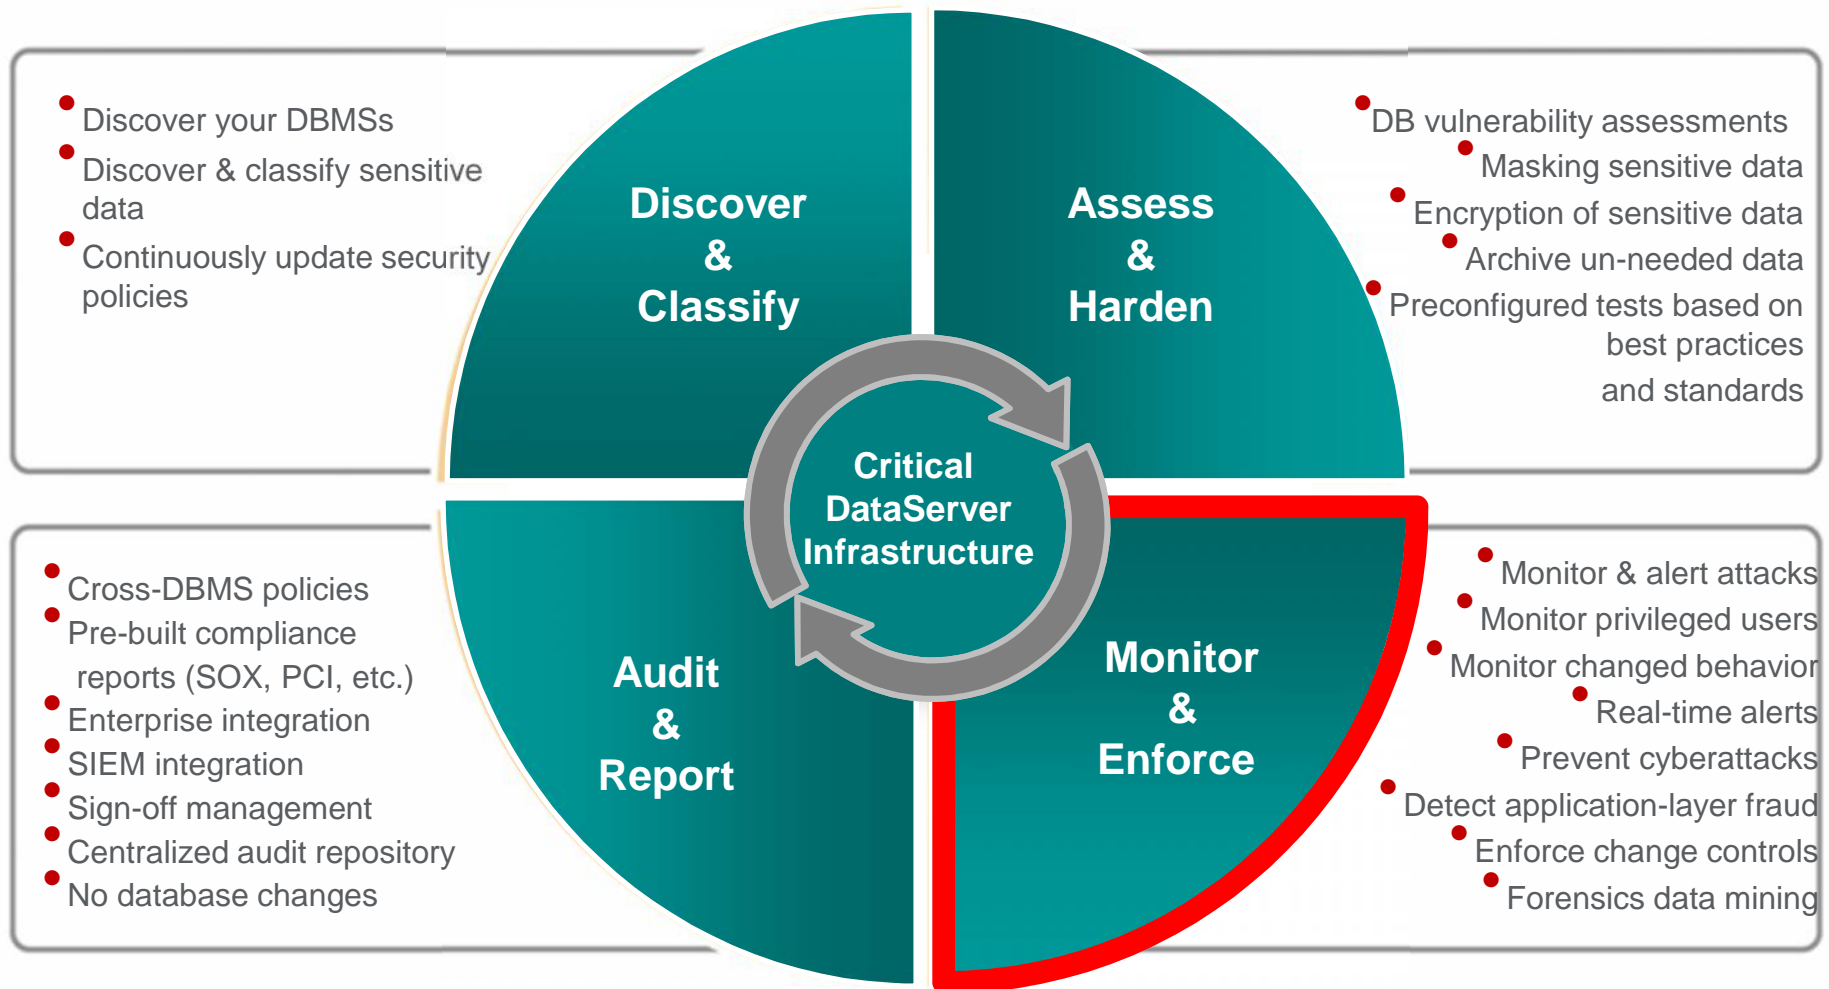 Discover your DBMSs
Discover & classify sensitive
data
Continuously update security
policies
Discover
&
Classify
Assess
&
Harden
DB vulnerability assessments
Masking sensitive data
Encryption of sensitive data
Archive un-needed data
Preconfigured tests based on
best practices
and standards
Critical
DataServer
Infrastructure
Cross-DBMS policies
Pre-built compliance
reports (SOX, PCI, etc.)
Enterprise integration
SIEM integration
Sign-off management
Centralized audit repository
No database changes
Audit
&
Report
Monitor
&
Enforce
Monitor & alert attacks
Monitor privileged users
Monitor changed behavior
Real-time alerts
Prevent cyberattacks
Detect application-layer fraud
Enforce change controls
Forensics data mining